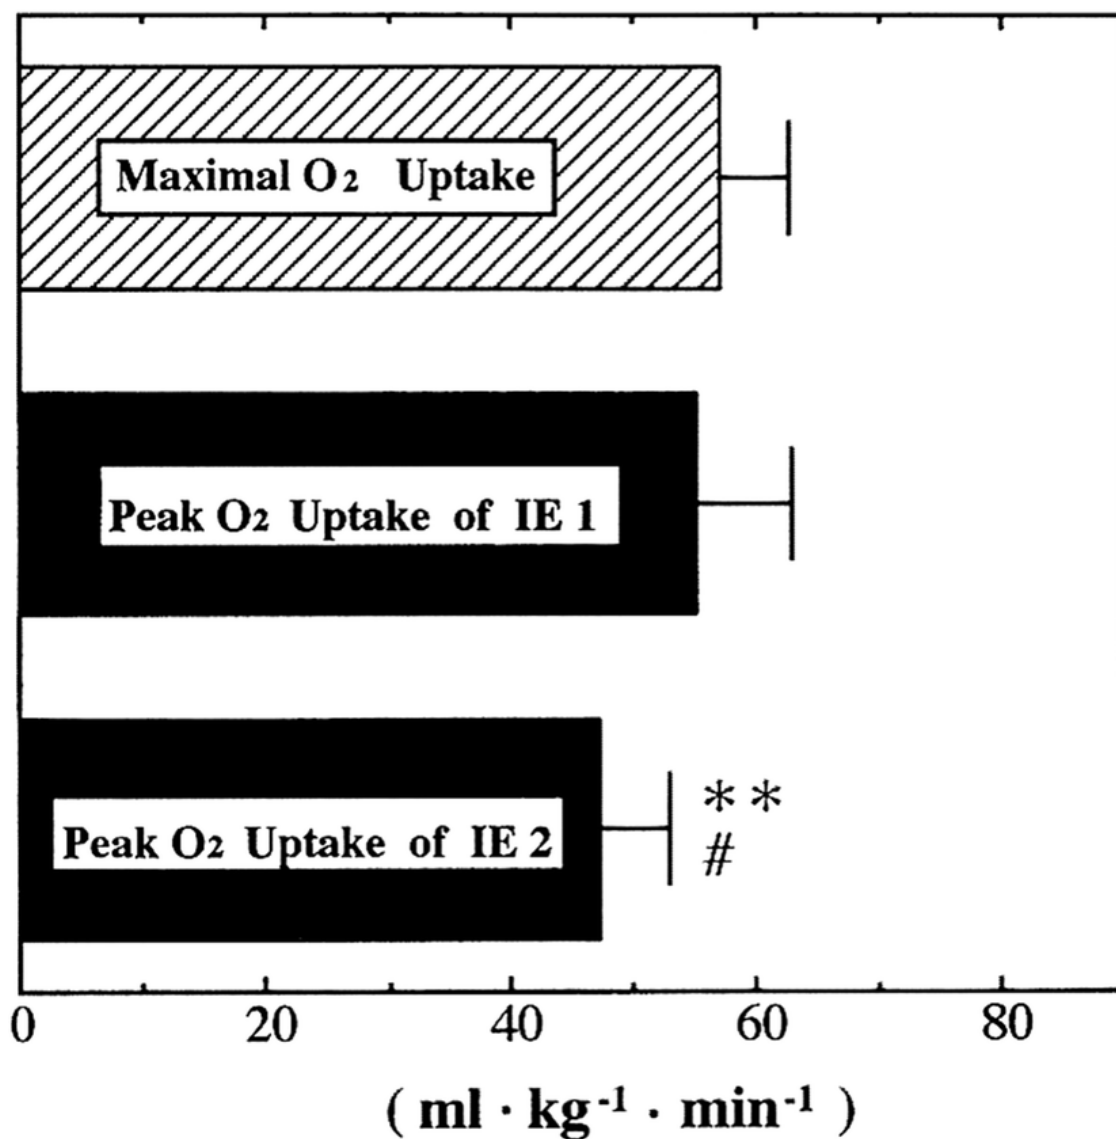 Maximal O₂ Uptake
Peak O₂ Uptake of IE 1
Peak O₂ Uptake of IE 2
**
#
0 20 40 60 80
( ml · kg⁻¹ · min⁻¹ )